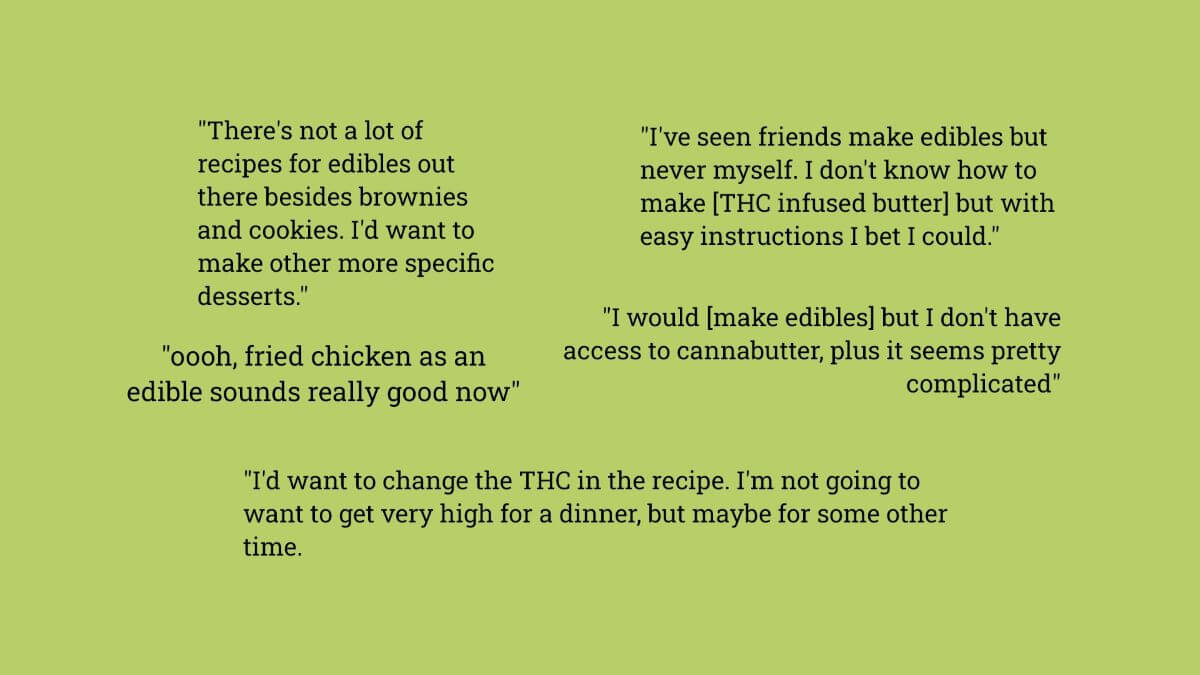 "There's not a lot of
recipes for edibles out
there besides brownies
and cookies. I'd want to
make other more specific
desserts."
"oooh, fried chicken as an
edible sounds really good now"
"I've seen friends make edibles but
never myself. I don't know how to
make [THC infused butter] but with
easy instructions I bet I could."
"I would [make edibles] but I don't have
access to cannabutter, plus it seems pretty
complicated"
"I'd want to change the THC in the recipe. I'm not going to
want to get very high for a dinner, but maybe for some other
time.